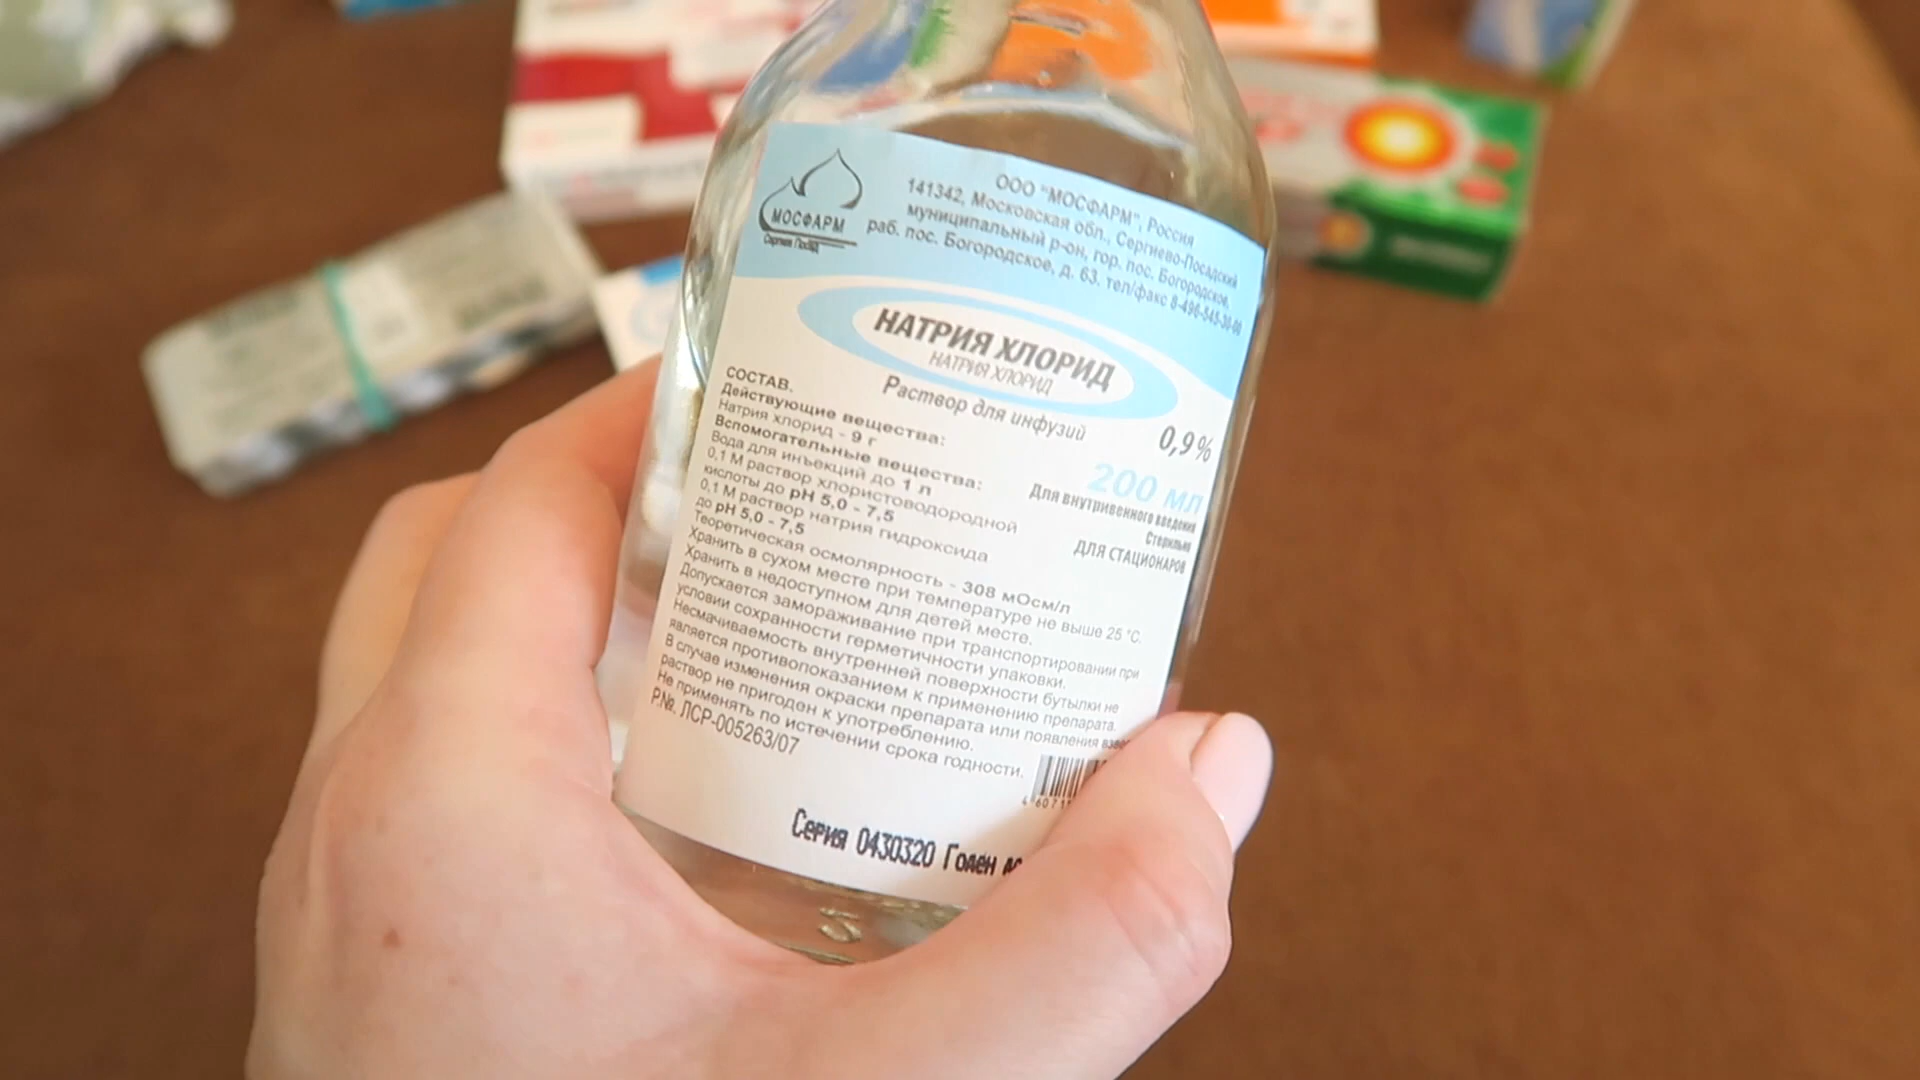 МОСФАРМ
Сергиев Посад
ООО "МОСФАРМ", Россия
141342, Московская обл., Сергиево-Посадский
муниципальный р-он, гор. пос. Богородское,
раб. пос. Богородское, д. 63, тел/факс 8-496-545-30-00
НАТРИЯ ХЛОРИД
НАТРИЯ ХЛОРИД
Раствор для инфузий
0,9%
200 мл
Для внутривенного введения
Стерильно
ДЛЯ СТАЦИОНАРОВ
СОСТАВ.
Действующие вещества:
Натрия хлорид - 9 г
Вспомогательные вещества:
Вода для инъекций до 1 л
0,1 М раствор хлористоводородной
кислоты до pH 5,0 - 7,5
0,1 М раствор натрия гидроксида
до pH 5,0 - 7,5
Теоретическая осмолярность - 308 мОсм/л
Хранить в сухом месте при температуре не выше 25 °С.
Хранить в недоступном для детей месте.
Допускается замораживание при транспортировании при
условии сохранности герметичности упаковки.
Несмачиваемость внутренней поверхности бутылки не
является противопоказанием к применению препарата.
В случае изменения окраски препарата или появления
раствор не пригоден к употреблению.
Не применять по истечении срока годности.
Р.№. ЛСР-005263/07
Серия 0430320 Годен до